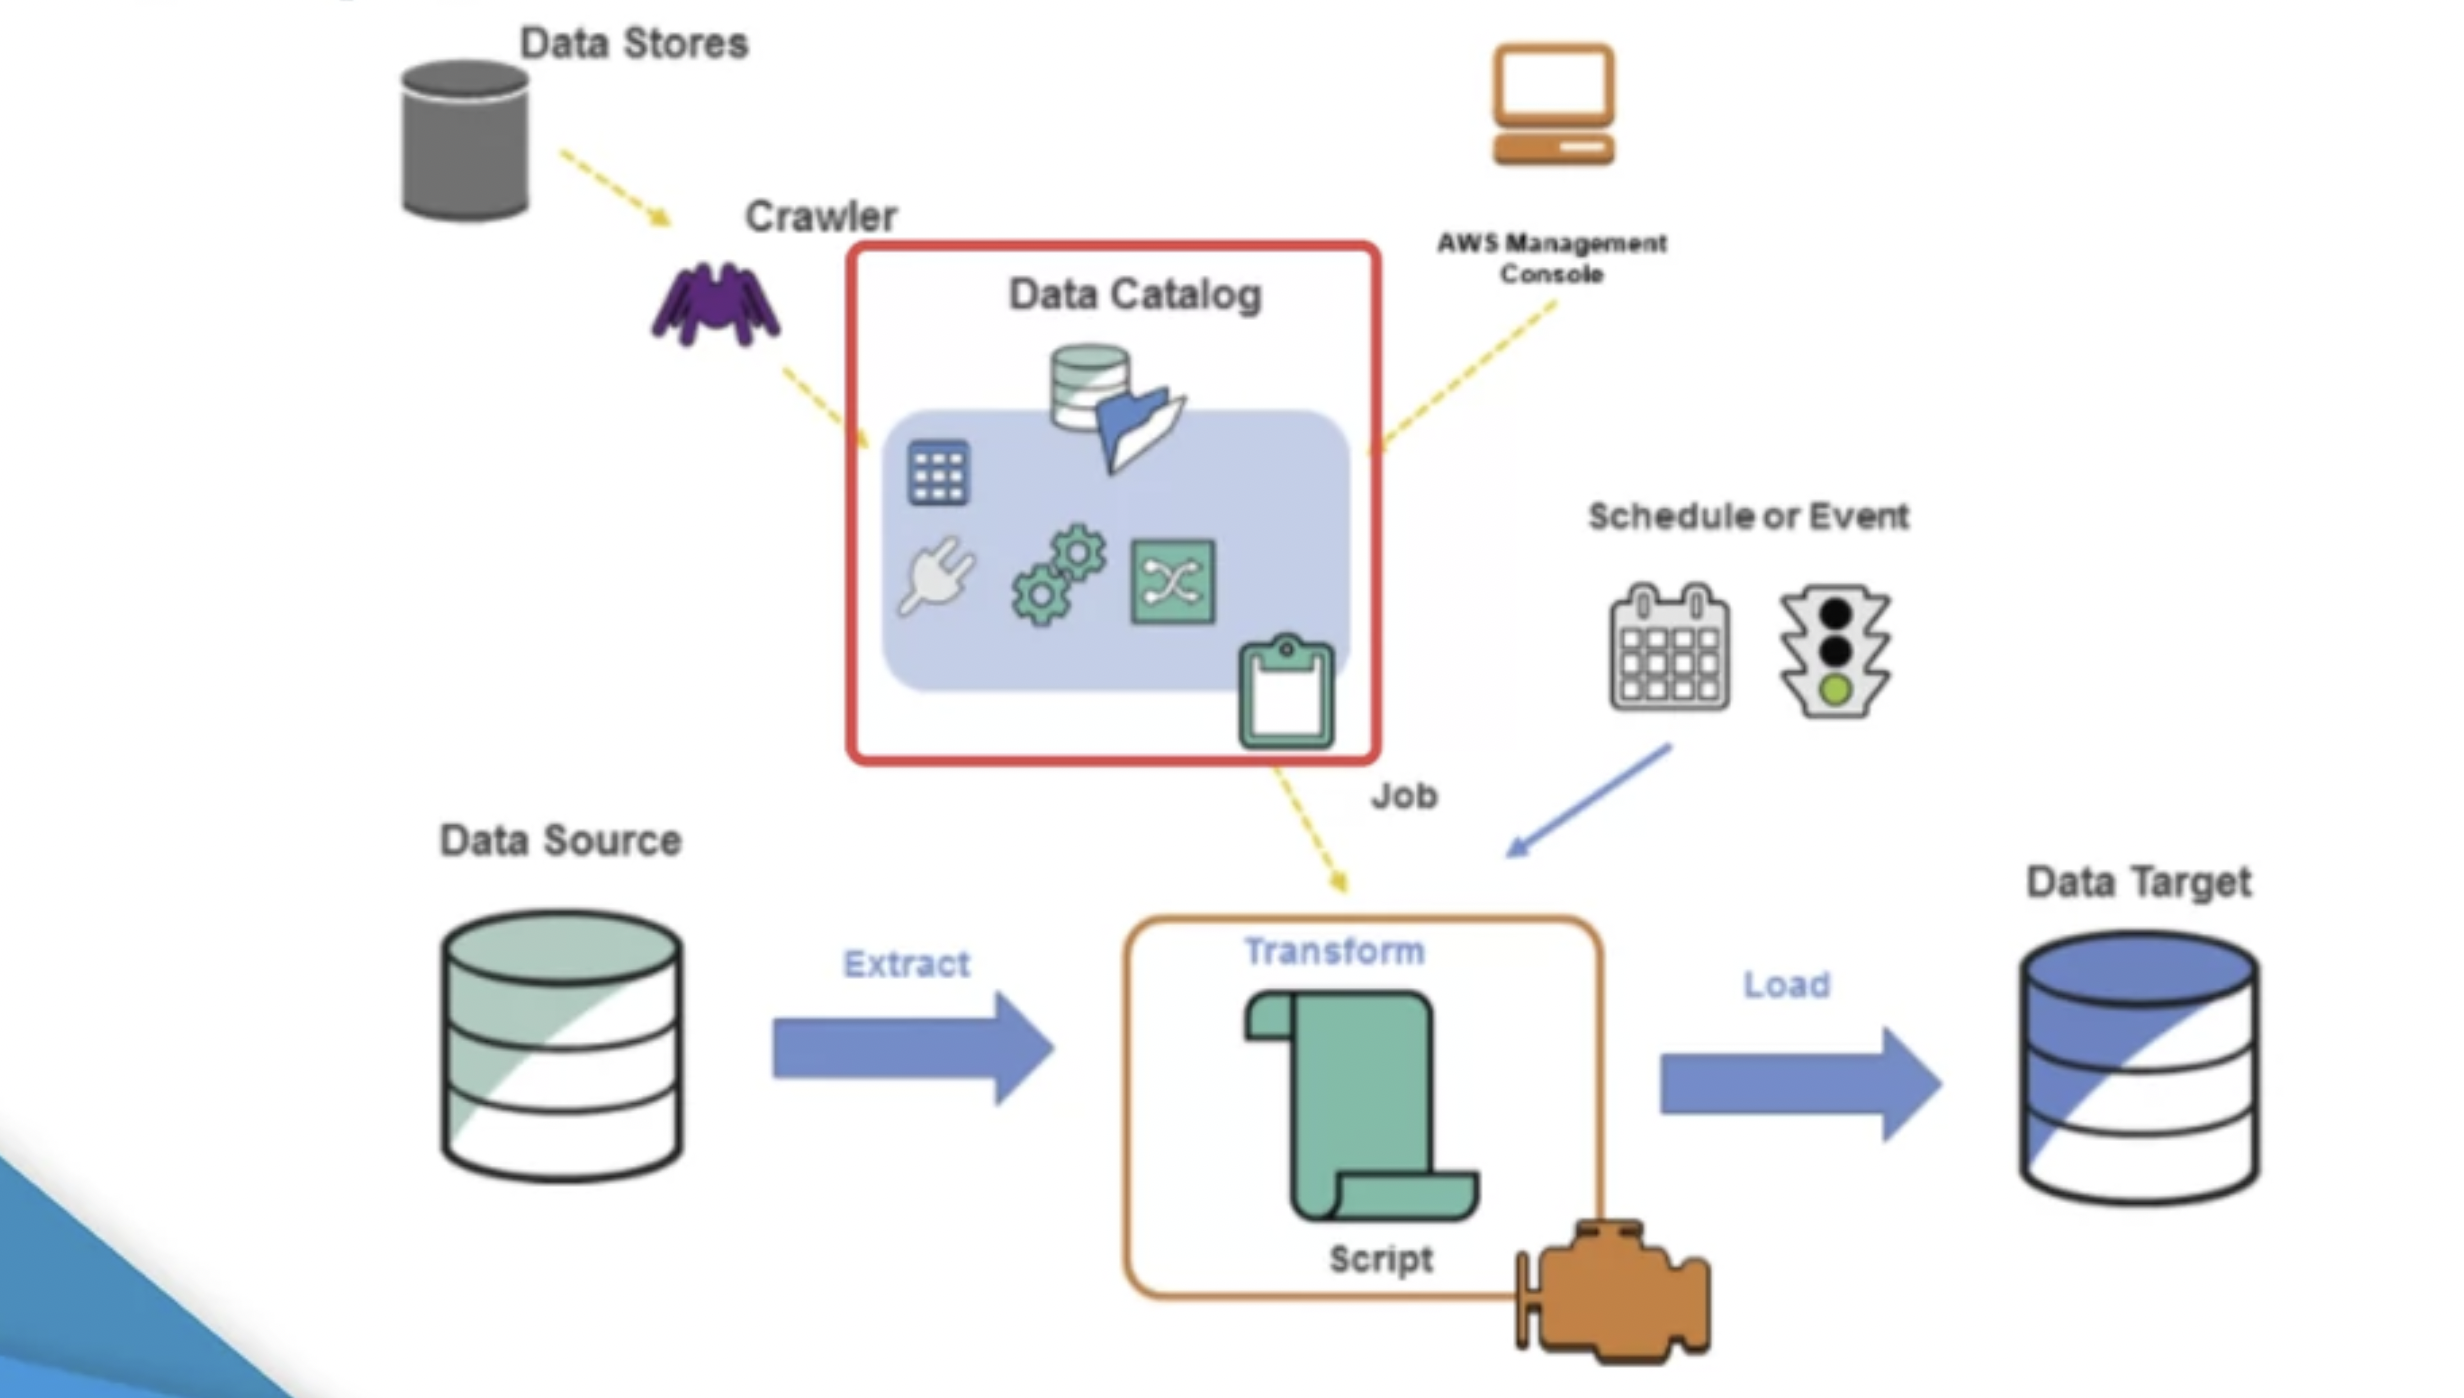 Data Stores
Crawler
Data Catalog
AWS Management
Console
Schedule or Event
Job
Data Source
Extract
Transform
Script
Load
Data Target